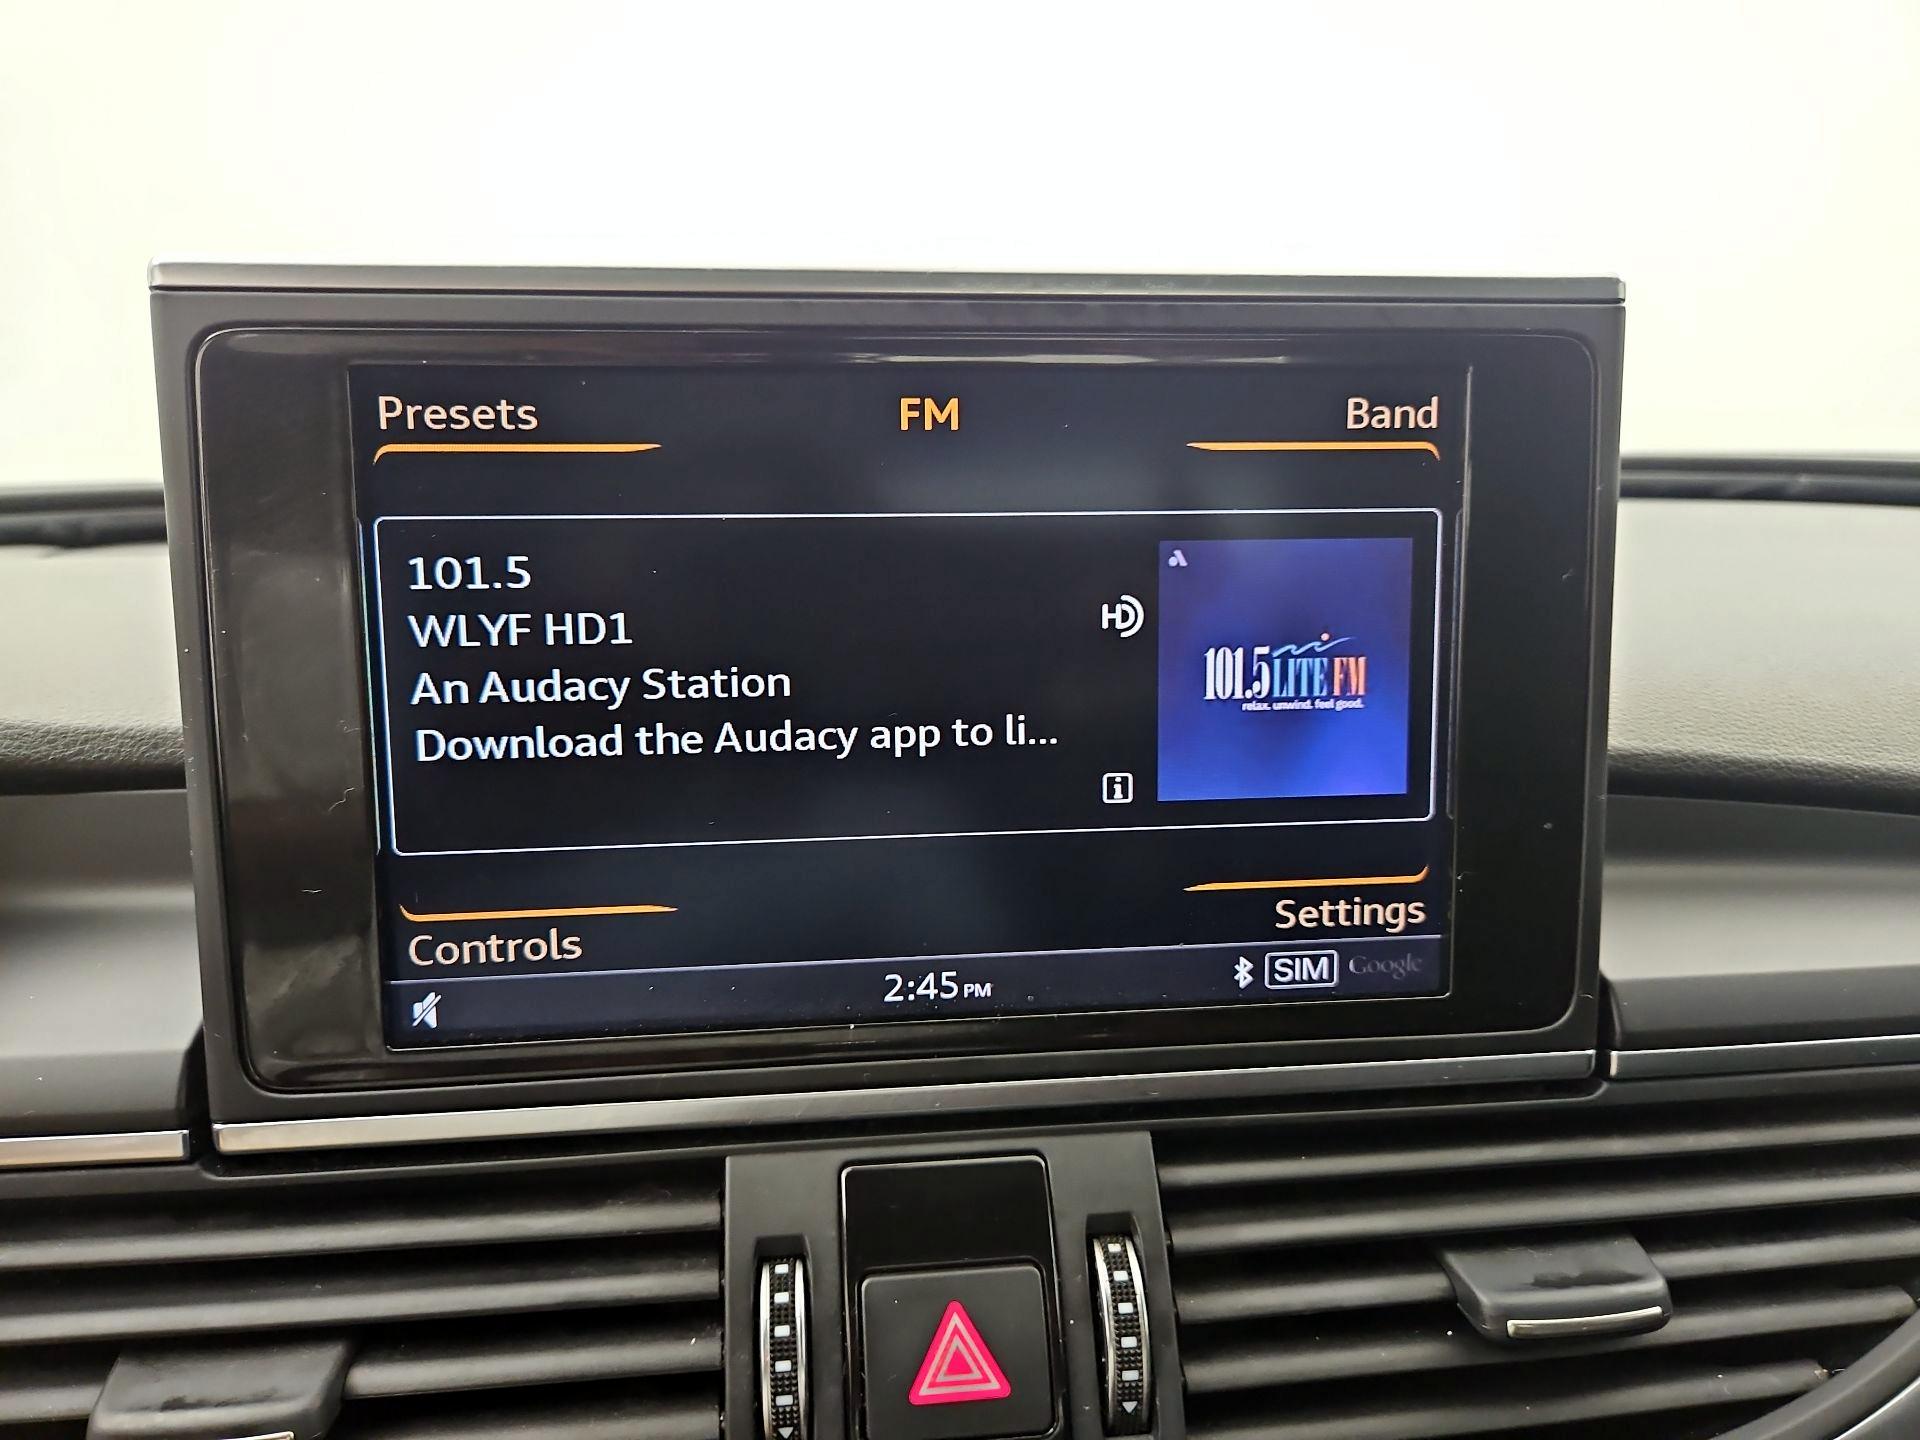 Presets FM Band
101.5
WLYF HD1
An Audacy Station
Download the Audacy app to li...
HD
101.5 LITE FM
relax. unwind. feel good.
Controls
Settings
2:45 PM
SIM Google